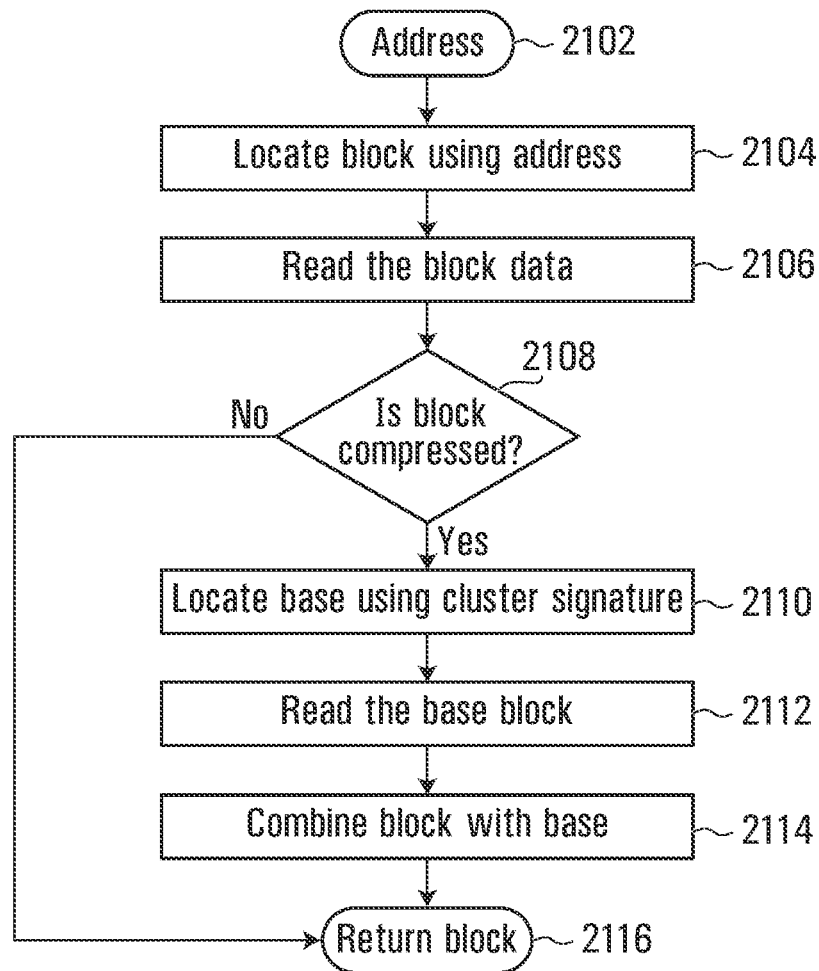 Address 2102
Locate block using address 2104
Read the block data 2106
2108
No
Is block
compressed?
Yes
Locate base using cluster signature 2110
Read the base block 2112
Combine block with base 2114
Return block 2116